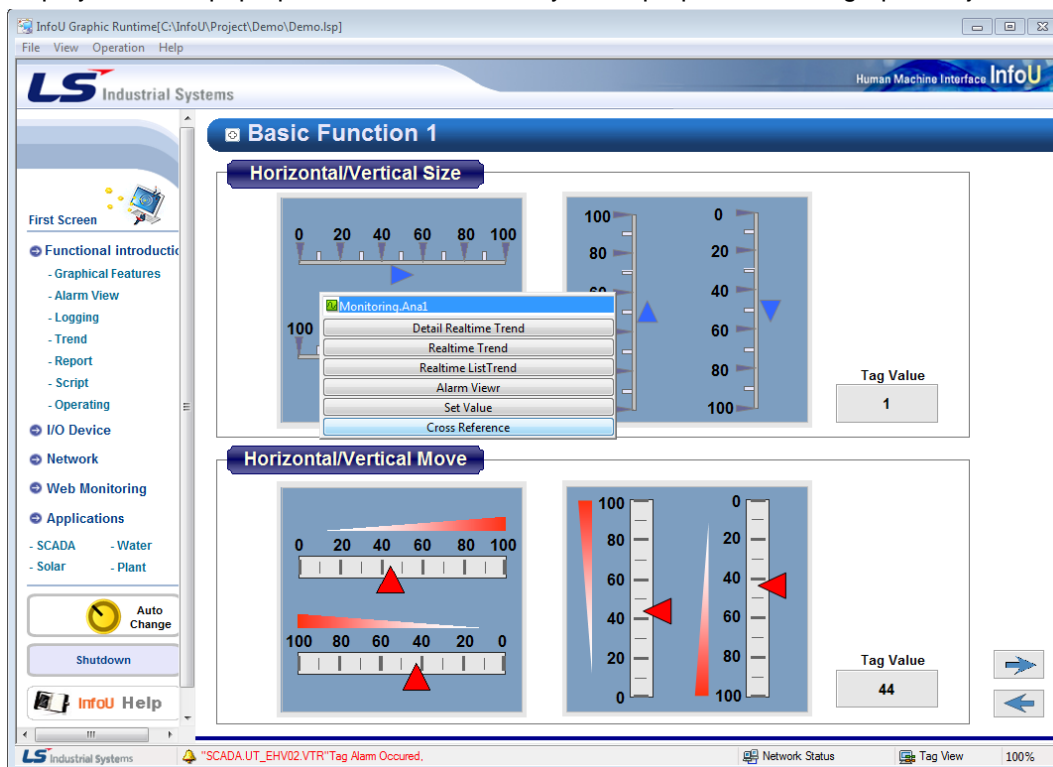 InfoU Graphic Runtime[C:\InfoU\Project\Demo\Demo.lsp]
File View Operation Help
LS Industrial Systems
Human Machine Interface InfoU
Basic Function 1
First Screen
Functional introductio
- Graphical Features
- Alarm View
- Logging
- Trend
- Report
- Script
- Operating
I/O Device
Network
Web Monitoring
Applications
- SCADA - Water
- Solar - Plant
Auto
Change
Shutdown
InfoU Help
Horizontal/Vertical Size
0 20 40 60 80 100
100
Monitoring.Ana1
Detail Realtime Trend
Realtime Trend
Realtime ListTrend
Alarm Viewr
Set Value
Cross Reference
100 0
80 20
60 40
60
80
100
Tag Value
1
Horizontal/Vertical Move
0 20 40 60 80 100
100 80 60 40 20 0
100 0
80 20
60 40
40 60
20 80
0 100
Tag Value
44
LS Industrial Systems
"SCADA.UT_EHV02.VTR"Tag Alarm Occured,
Network Status
Tag View
100%